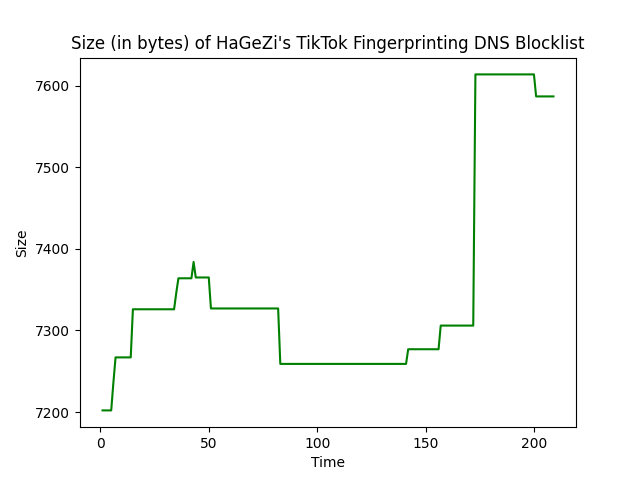 Size (in bytes) of HaGeZi's TikTok Fingerprinting DNS Blocklist
7600
7500
7400
7300
7200
Size
0 50 100 150 200
Time